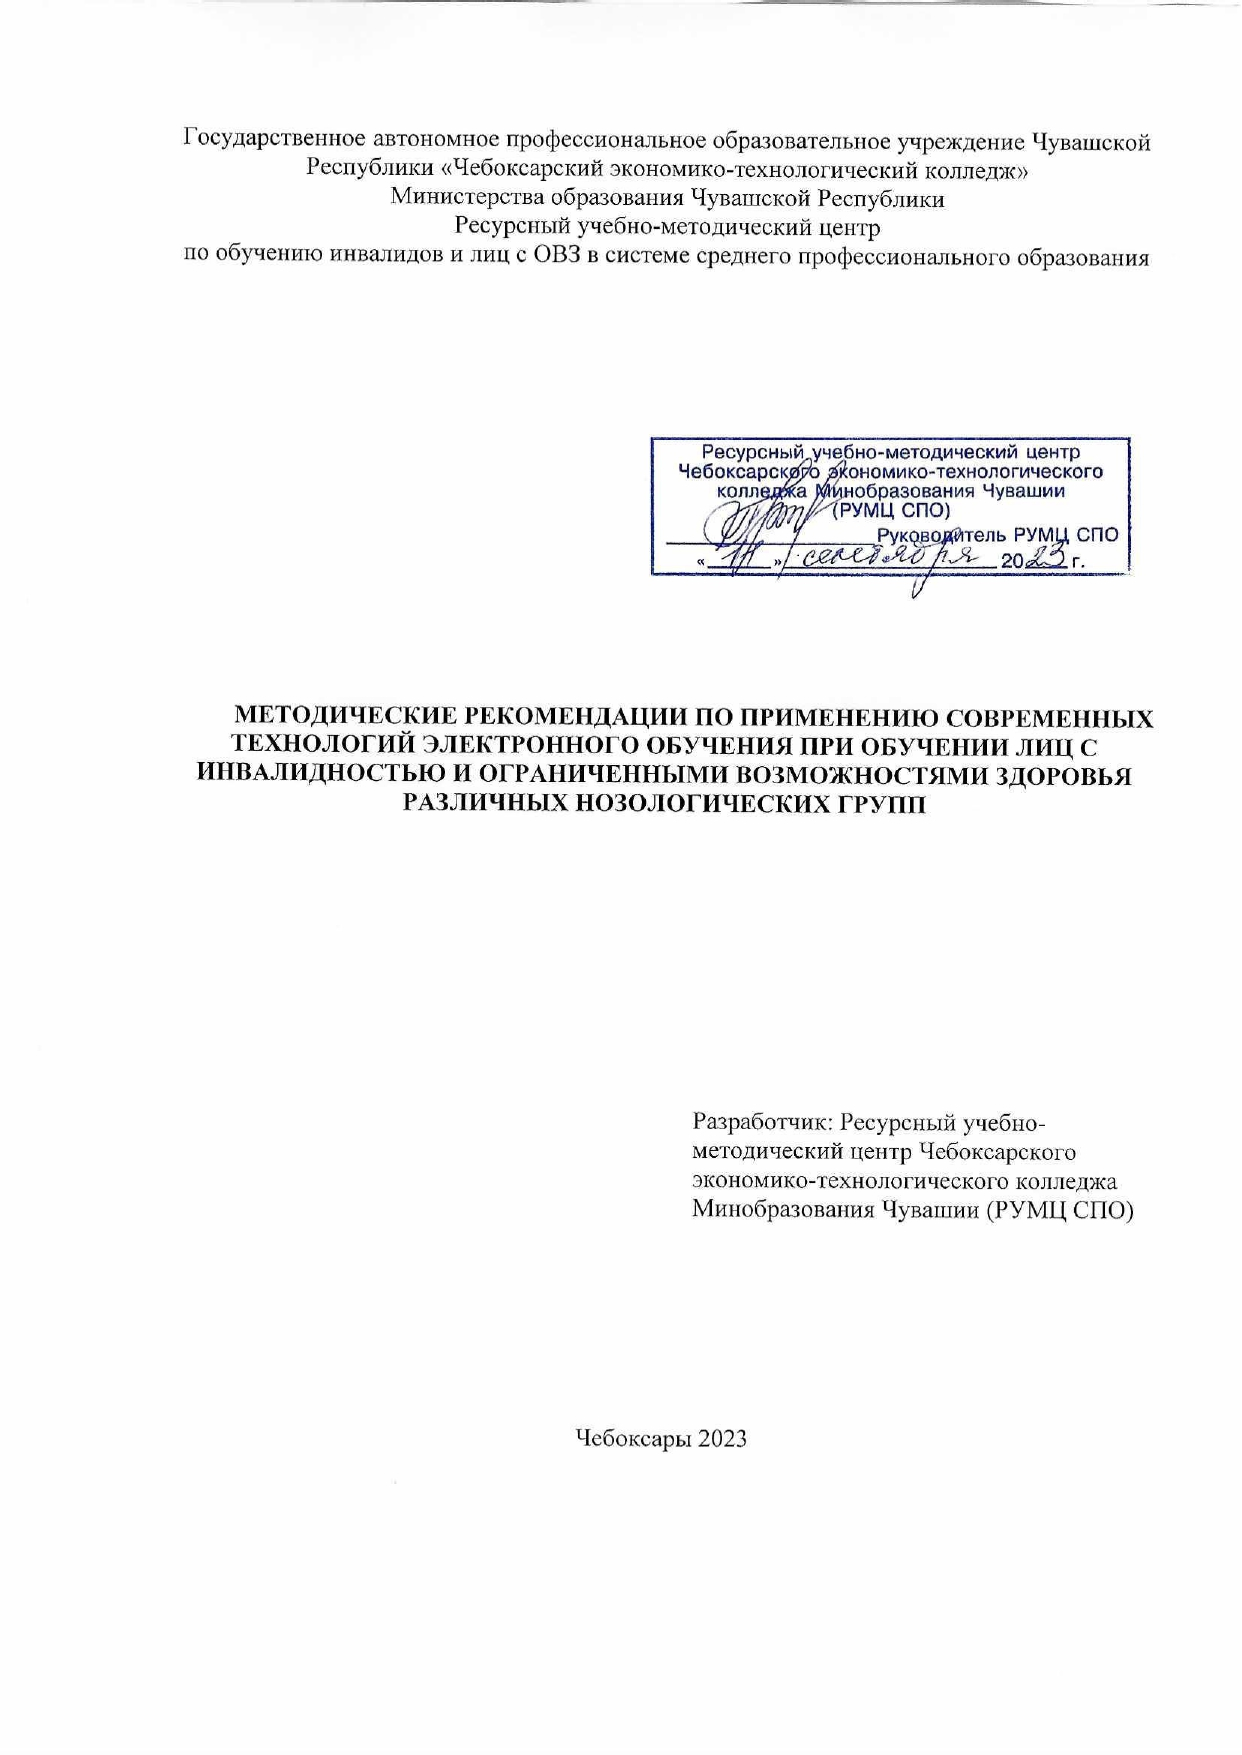 Государственное автономное профессиональное образовательное учреждение Чувашской
Республики «Чебоксарский экономико-технологический колледж»
Министерства образования Чувашской Республики
Ресурсный учебно-методический центр
по обучению инвалидов и лиц с ОВЗ в системе среднего профессионального образования
Ресурсный учебно-методический центр
Чебоксарского экономико-технологического
колледжа Минобразования Чувашии
(РУМЦ СПО)
Руководитель РУМЦ СПО
« » сентября 2023 г.
МЕТОДИЧЕСКИЕ РЕКОМЕНДАЦИИ ПО ПРИМЕНЕНИЮ СОВРЕМЕННЫХ
ТЕХНОЛОГИЙ ЭЛЕКТРОННОГО ОБУЧЕНИЯ ПРИ ОБУЧЕНИИ ЛИЦ С
ИНВАЛИДНОСТЬЮ И ОГРАНИЧЕННЫМИ ВОЗМОЖНОСТЯМИ ЗДОРОВЬЯ
РАЗЛИЧНЫХ НОЗОЛОГИЧЕСКИХ ГРУПП
Разработчик: Ресурсный учебно-
методический центр Чебоксарского
экономико-технологического колледжа
Минобразования Чувашии (РУМЦ СПО)
Чебоксары 2023